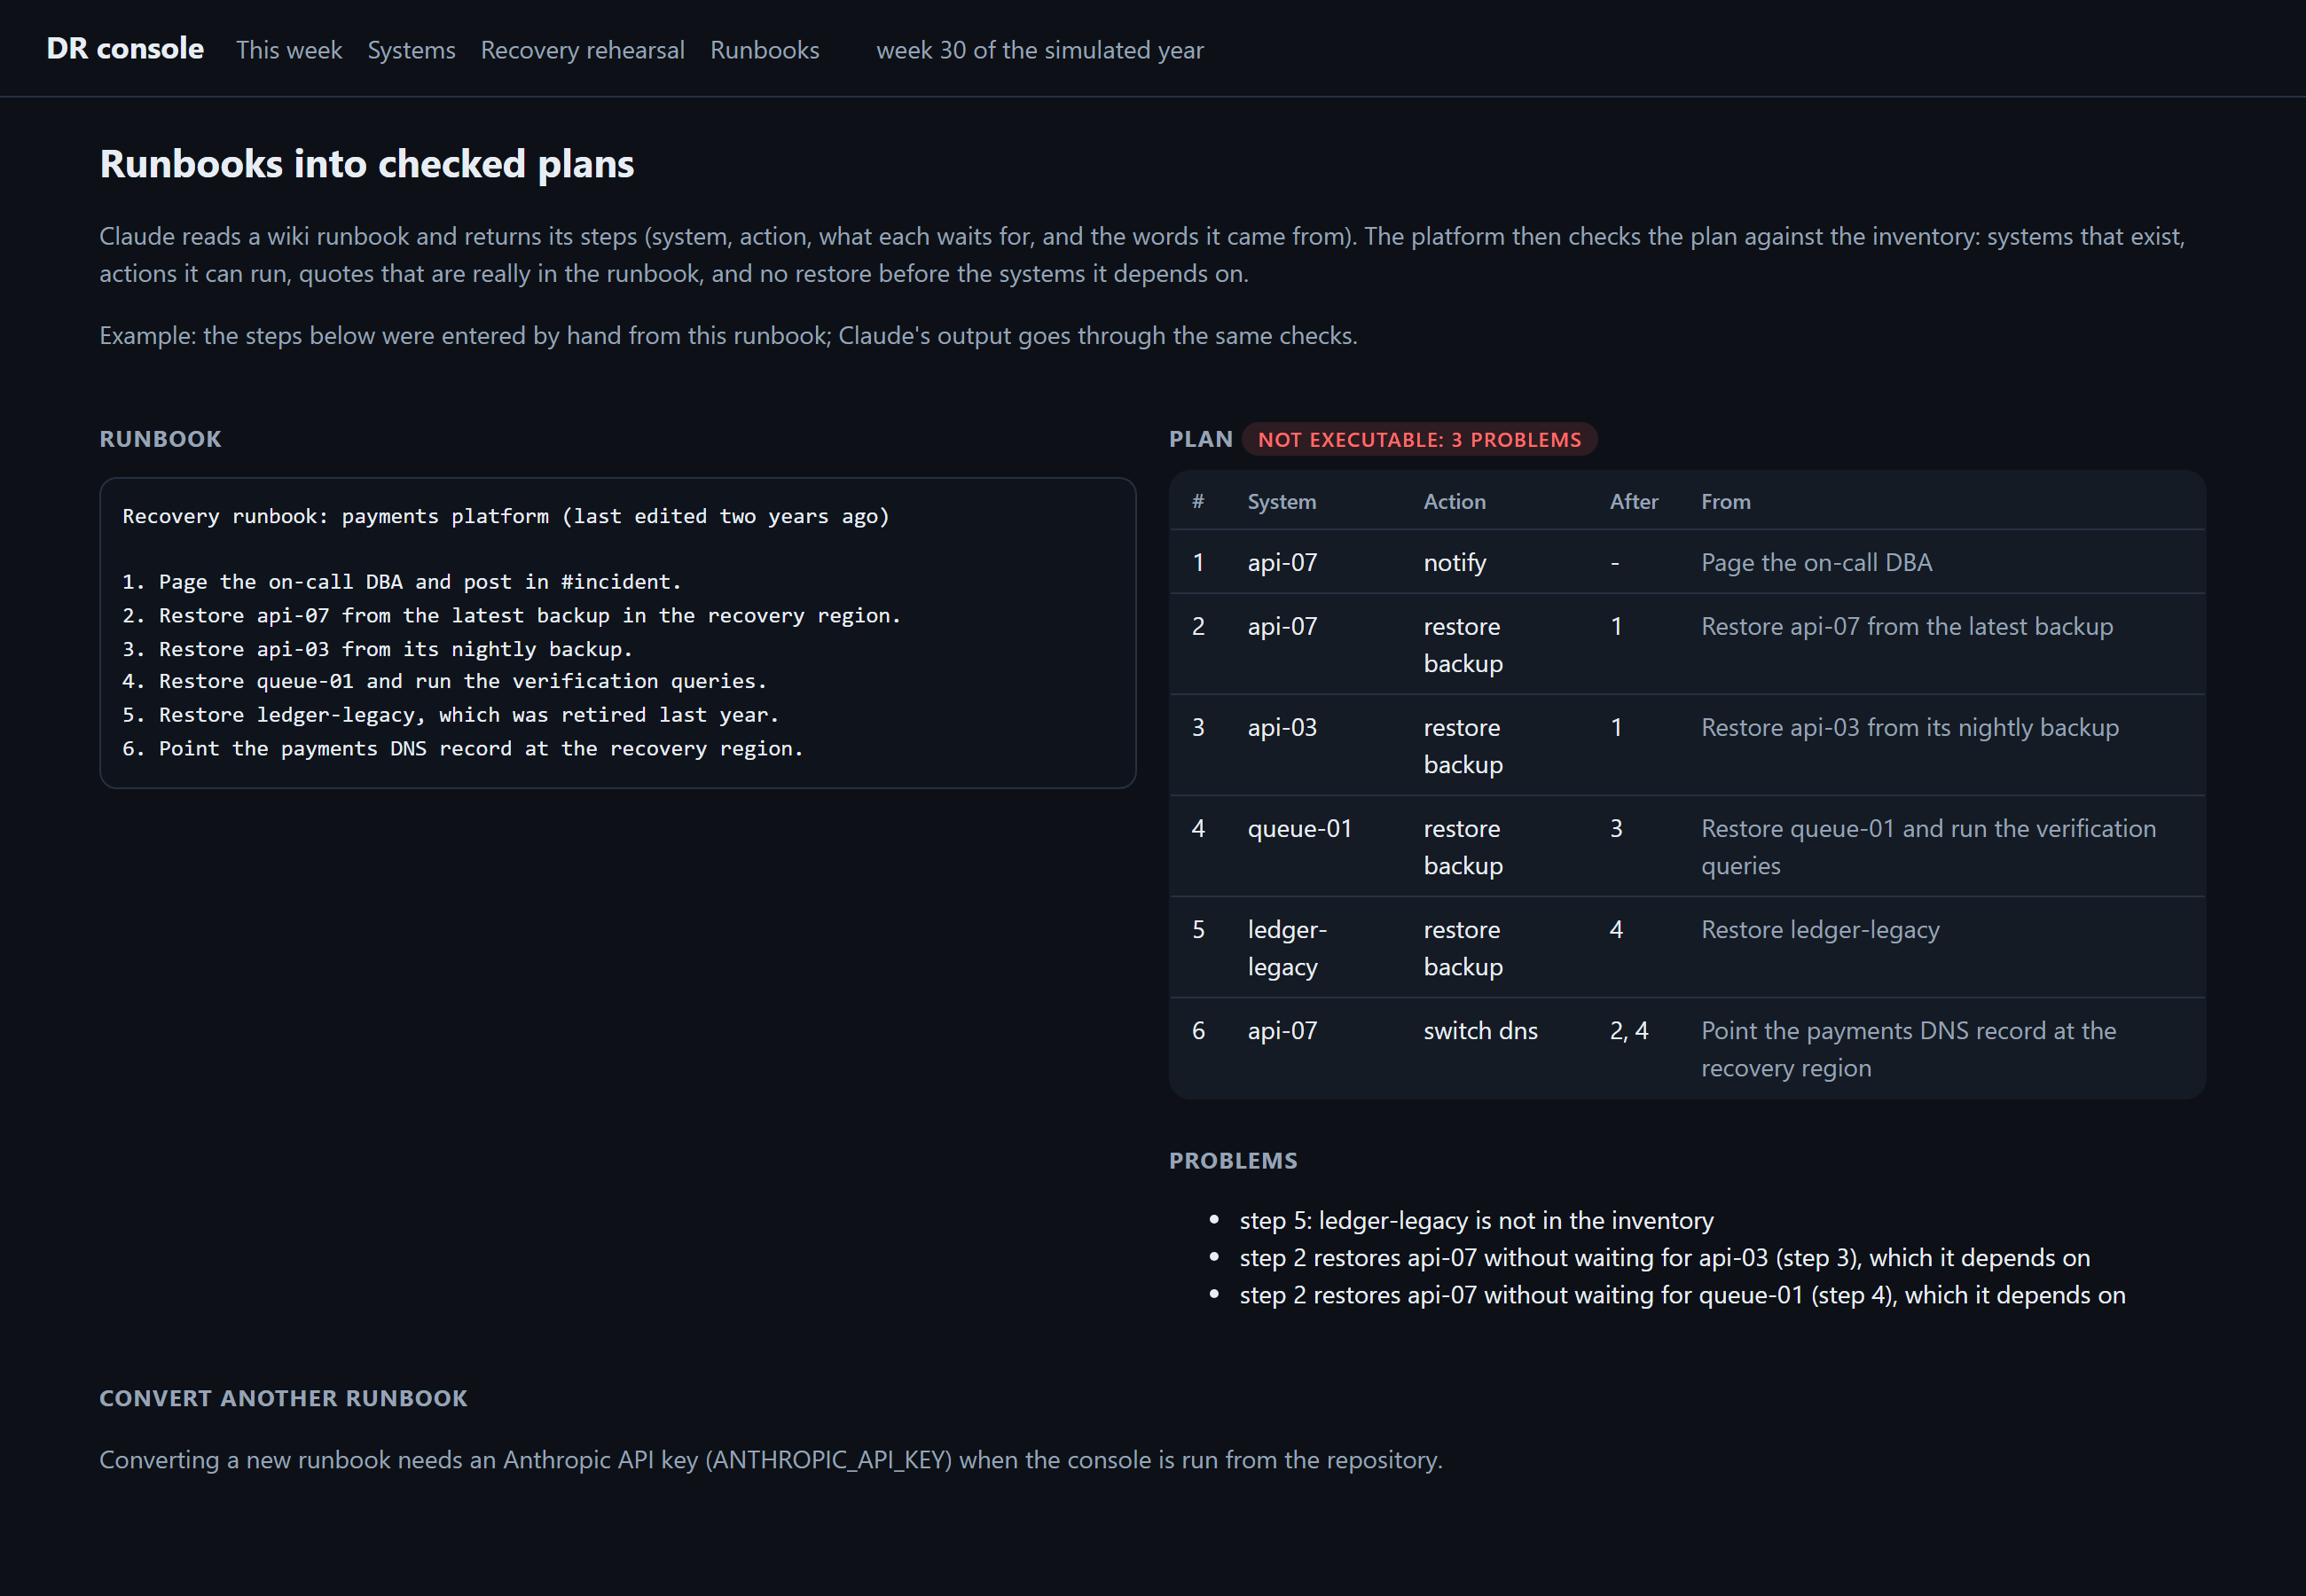 DR console This week Systems Recovery rehearsal Runbooks week 30 of the simulated year
Runbooks into checked plans
Claude reads a wiki runbook and returns its steps (system, action, what each waits for, and the words it came from). The platform then checks the plan against the inventory: systems that exist,
actions it can run, quotes that are really in the runbook, and no restore before the systems it depends on.
Example: the steps below were entered by hand from this runbook; Claude's output goes through the same checks.
RUNBOOK
Recovery runbook: payments platform (last edited two years ago)
1. Page the on-call DBA and post in #incident.
2. Restore api-07 from the latest backup in the recovery region.
3. Restore api-03 from its nightly backup.
4. Restore queue-01 and run the verification queries.
5. Restore ledger-legacy, which was retired last year.
6. Point the payments DNS record at the recovery region.
PLAN NOT EXECUTABLE: 3 PROBLEMS
# System Action After From
1 api-07 notify - Page the on-call DBA
2 api-07 restore 1 Restore api-07 from the latest backup
backup
3 api-03 restore 1 Restore api-03 from its nightly backup
backup
4 queue-01 restore 3 Restore queue-01 and run the verification
backup queries
5 ledger- restore 4 Restore ledger-legacy
legacy backup
6 api-07 switch dns 2, 4 Point the payments DNS record at the
recovery region
PROBLEMS
• step 5: ledger-legacy is not in the inventory
• step 2 restores api-07 without waiting for api-03 (step 3), which it depends on
• step 2 restores api-07 without waiting for queue-01 (step 4), which it depends on
CONVERT ANOTHER RUNBOOK
Converting a new runbook needs an Anthropic API key (ANTHROPIC_API_KEY) when the console is run from the repository.